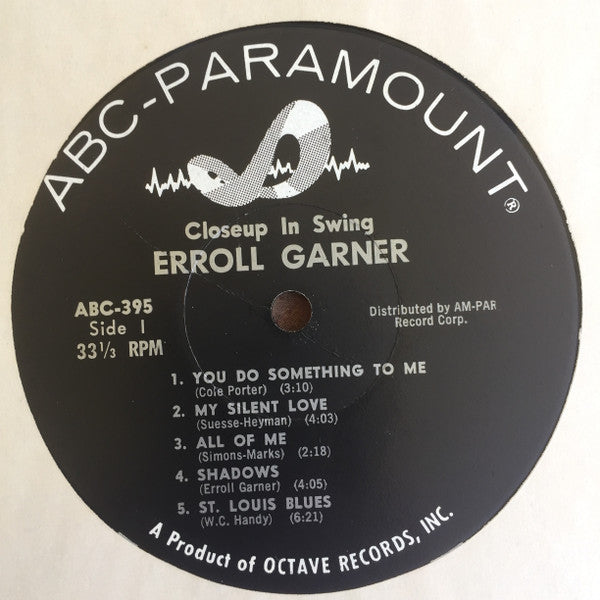 ABC-PARAMOUNT®
Closeup In Swing
ERROLL GARNER
ABC-395
Side 1
33 1/3 RPM
Distributed by AM-PAR
Record Corp.
1. YOU DO SOMETHING TO ME
(Cole Porter) (3:10)
2. MY SILENT LOVE
(Suesse-Heyman) (4:03)
3. ALL OF ME
(Simons-Marks) (2:18)
4. SHADOWS
(Erroll Garner) (4:05)
5. ST. LOUIS BLUES
(W.C. Handy) (6:21)
A Product of OCTAVE RECORDS, INC.